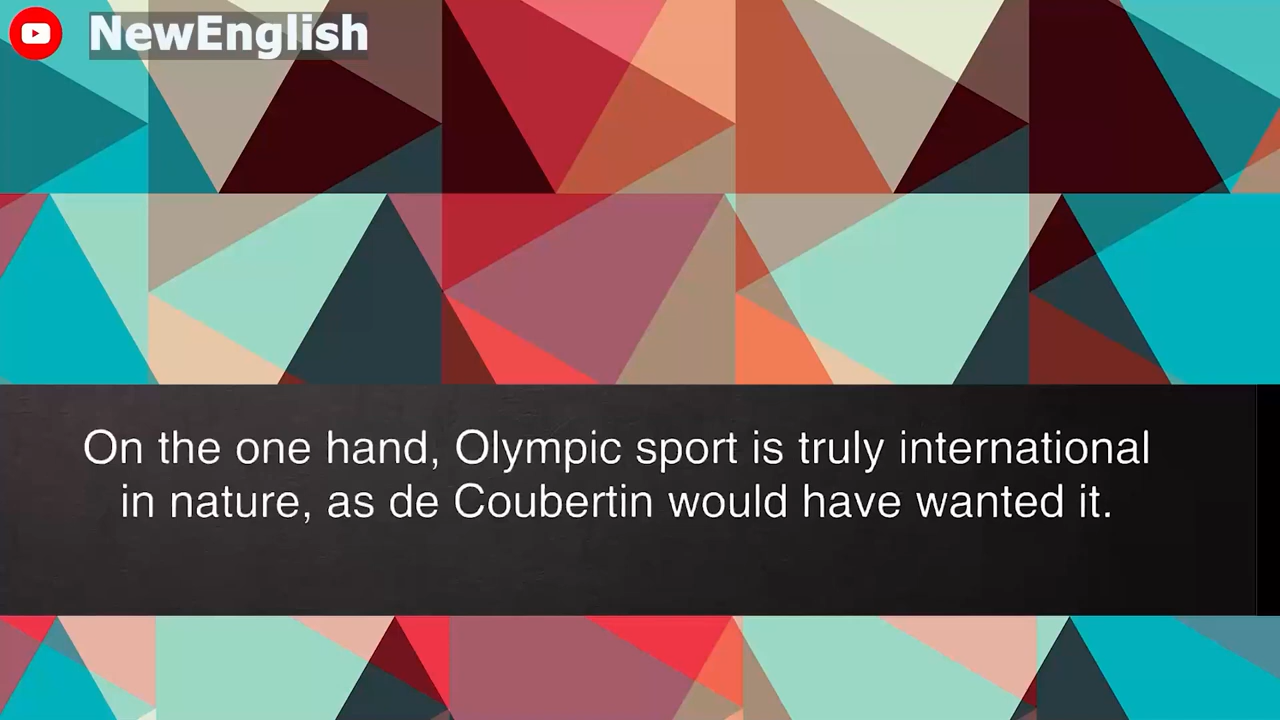 NewEnglish
On the one hand, Olympic sport is truly international
in nature, as de Coubertin would have wanted it.